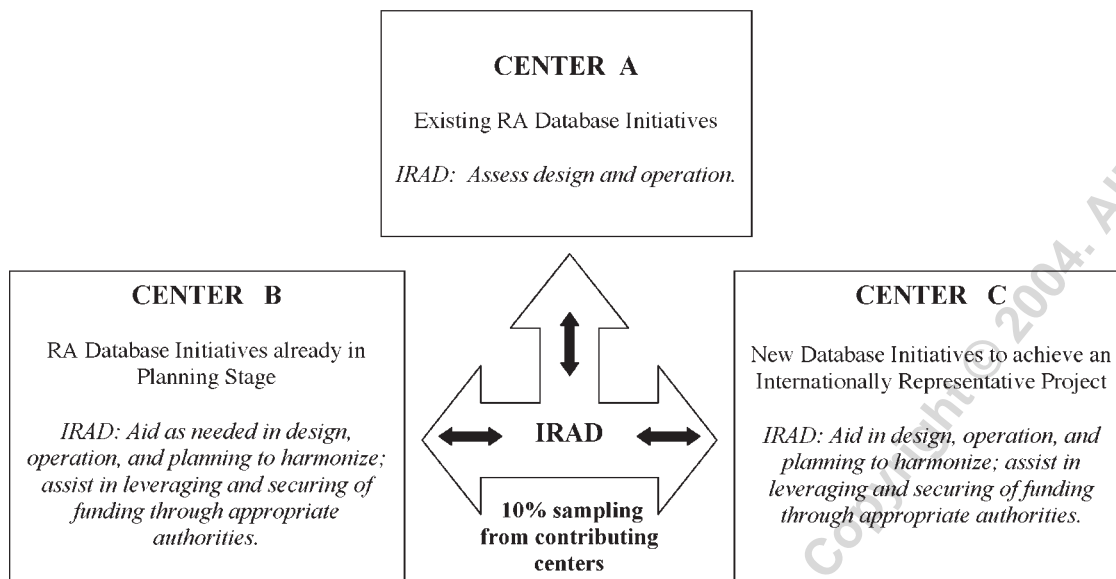 CENTER A
Existing RA Database Initiatives
IRAD: Assess design and operation.
CENTER B
RA Database Initiatives already in
Planning Stage
IRAD: Aid as needed in design,
operation, and planning to harmonize;
assist in leveraging and securing of
funding through appropriate
authorities.
IRAD
10% sampling
from contributing
centers
CENTER C
New Database Initiatives to achieve an
Internationally Representative Project
IRAD: Aid in design, operation, and
planning to harmonize; assist in
leveraging and securing of funding
through appropriate authorities.
Copyright © 2004.